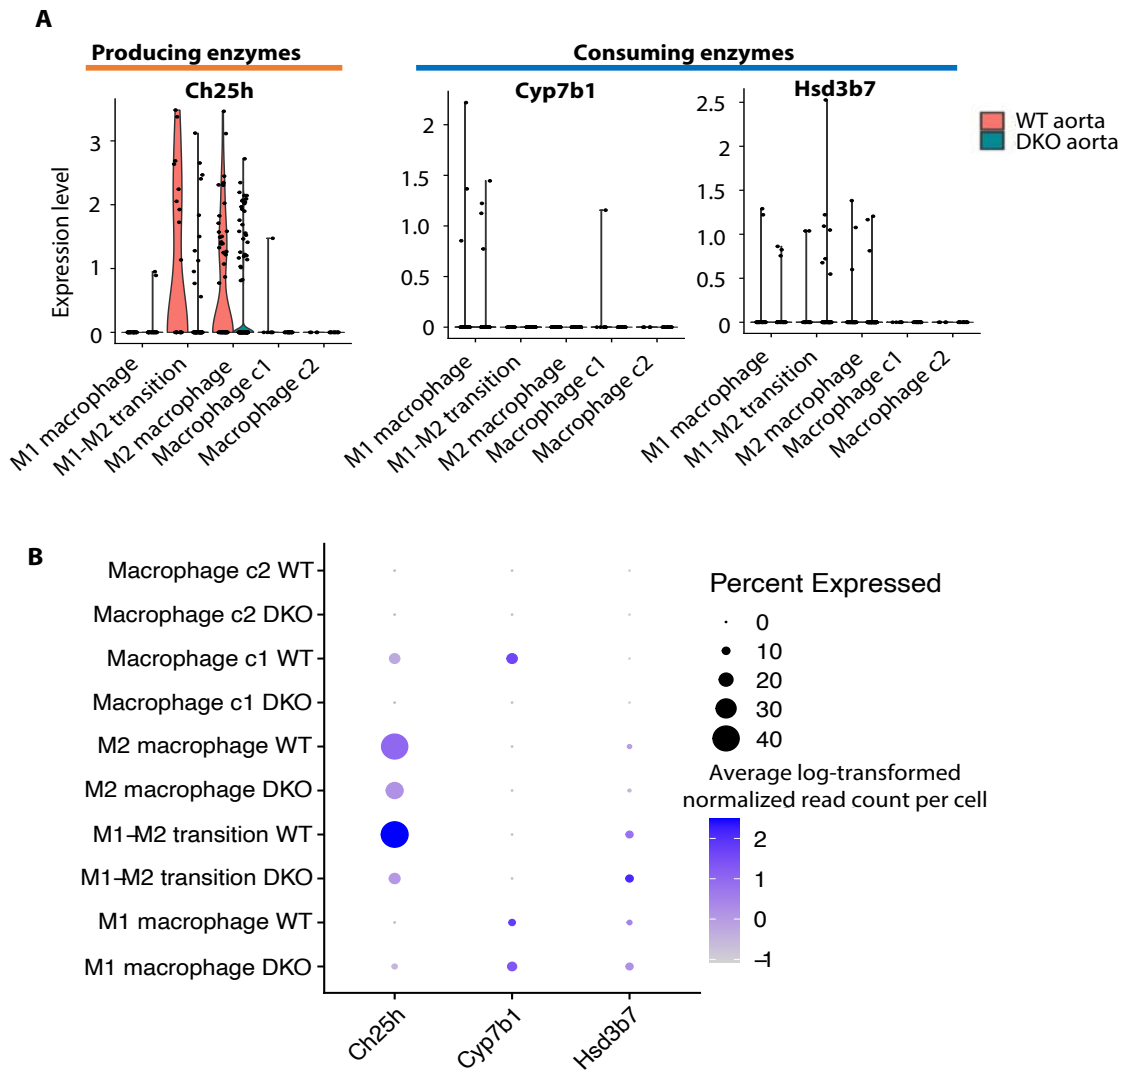 A
Producing enzymes
Consuming enzymes
Ch25h
Cyp7b1
Hsd3b7
WT aorta
DKO aorta
Expression level
3
2
1
0
2
1.5
1.0
0.5
0
2.5
2
1.5
1.0
0.5
0
M1 macrophage
M1–M2 transition
M2 macrophage
Macrophage c1
Macrophage c2
M1 macrophage
M1–M2 transition
M2 macrophage
Macrophage c1
Macrophage c2
M1 macrophage
M1–M2 transition
M2 macrophage
Macrophage c1
Macrophage c2
B
Macrophage c2 WT
Macrophage c2 DKO
Macrophage c1 WT
Macrophage c1 DKO
M2 macrophage WT
M2 macrophage DKO
M1–M2 transition WT
M1–M2 transition DKO
M1 macrophage WT
M1 macrophage DKO
Ch25h
Cyp7b1
Hsd3b7
Percent Expressed
0
10
20
30
40
Average log-transformed
normalized read count per cell
2
1
0
–1